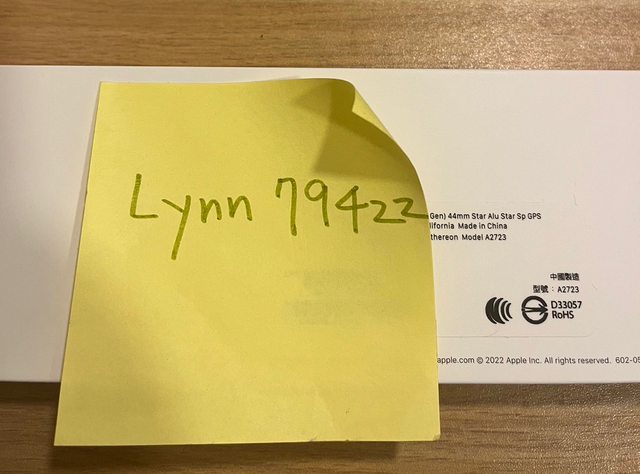 Lynn 79422
Gen) 44mm Star Alu Star Sp GPS
lifornia Made in China
thereon Model A2723
中國製造
型號：A2723
D33057
RoHS
pple.com © 2022 Apple Inc. All rights reserved. 602-05